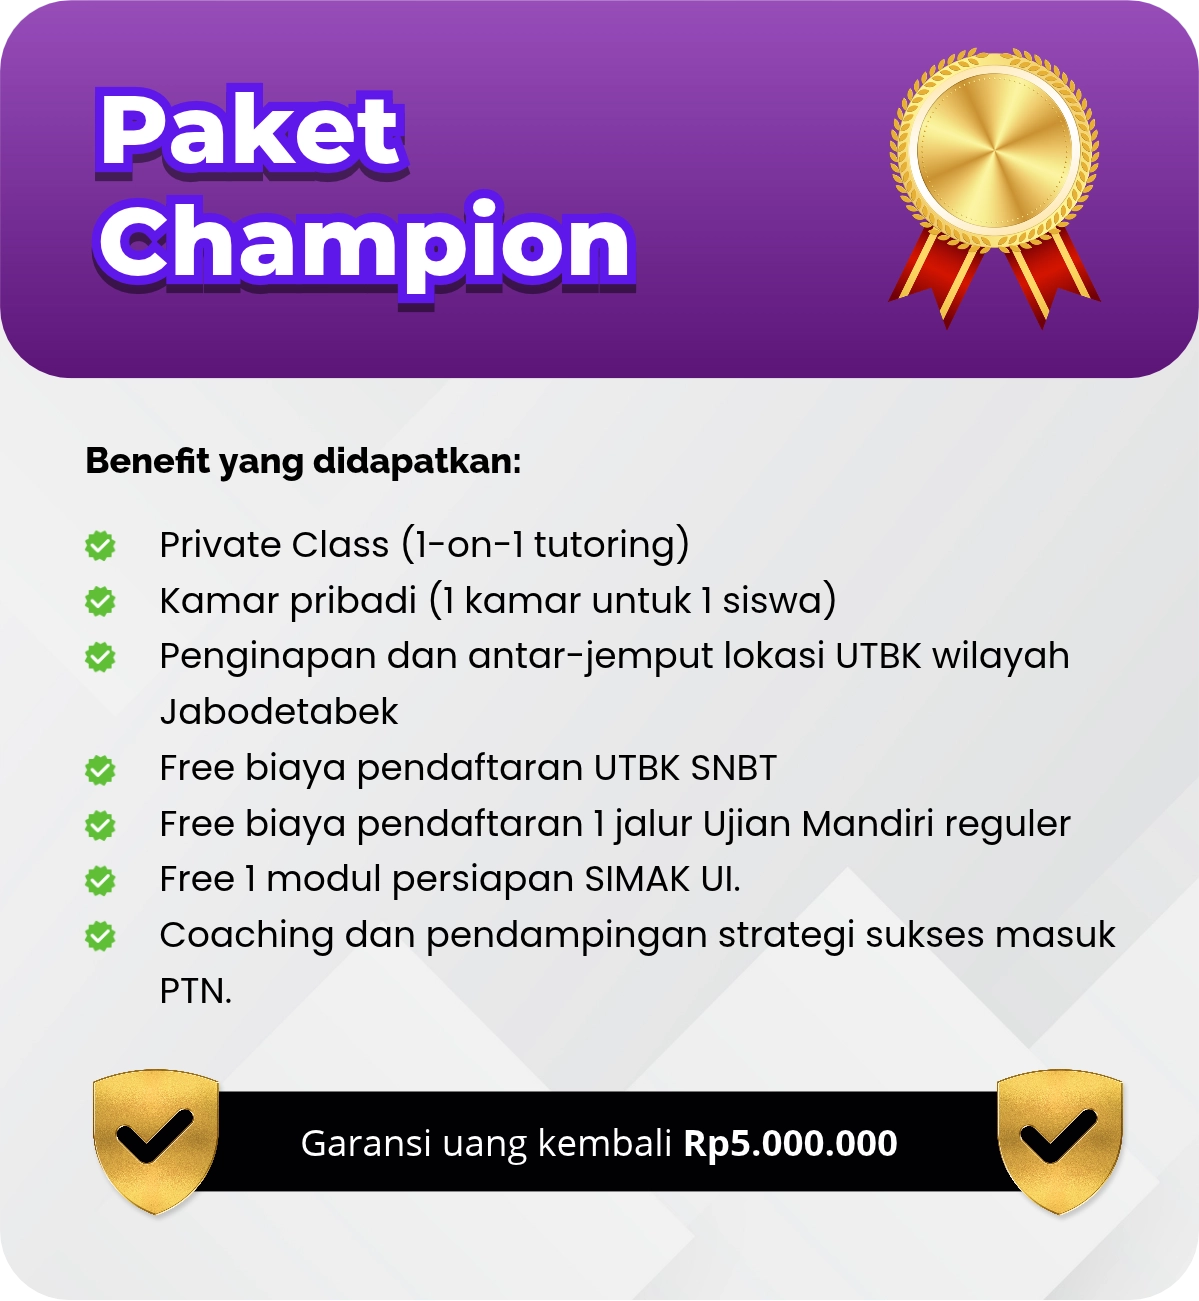 Paket
Champion
Benefit yang didapatkan:
Private Class (1-on-1 tutoring)
Kamar pribadi (1 kamar untuk 1 siswa)
Penginapan dan antar-jemput lokasi UTBK wilayah
Jabodetabek
Free biaya pendaftaran UTBK SNBT
Free biaya pendaftaran 1 jalur Ujian Mandiri reguler
Free 1 modul persiapan SIMAK UI.
Coaching dan pendampingan strategi sukses masuk
PTN.
Garansi uang kembali Rp5.000.000